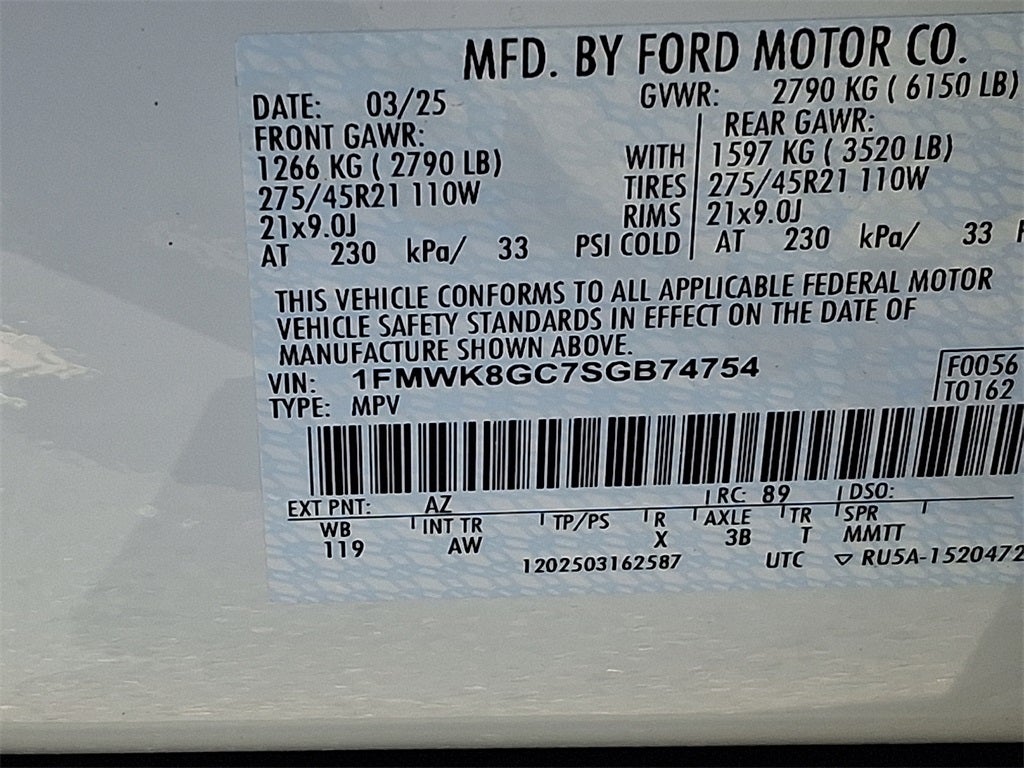 MFD. BY FORD MOTOR CO.
DATE: 03/25 GVWR: 2790 KG ( 6150 LB)
FRONT GAWR: REAR GAWR:
1266 KG ( 2790 LB) WITH 1597 KG ( 3520 LB)
275/45R21 110W TIRES 275/45R21 110W
21x9.0J RIMS 21x9.0J
AT 230 kPa/ 33 PSI COLD AT 230 kPa/ 33
THIS VEHICLE CONFORMS TO ALL APPLICABLE FEDERAL MOTOR
VEHICLE SAFETY STANDARDS IN EFFECT ON THE DATE OF
MANUFACTURE SHOWN ABOVE.
VIN: 1FMWK8GC7SGB74754 F0056
TYPE: MPV T0162
EXT PNT: AZ RC: 89 DSO:
WB INT TR TP/PS R AXLE TR SPR
119 AW X 3B T MMTT
1202503162587 UTC ▽ RU5A-1520472